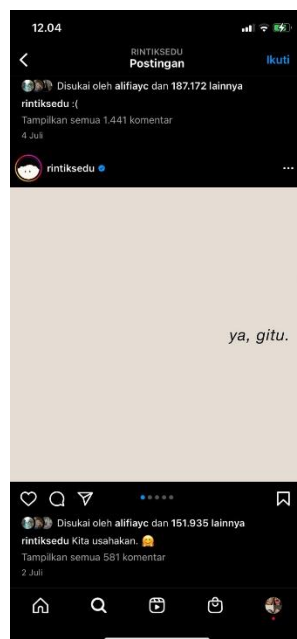 12.04
RINTIKSEDU
Postingan
Ikuti
Disukai oleh alifiayc dan 187.172 lainnya
rintiksedu :(
Tampilkan semua 1.441 komentar
4 Juli
rintiksedu
ya, gitu.
Disukai oleh alifiayc dan 151.935 lainnya
rintiksedu Kita usahakan. 🤗
Tampilkan semua 581 komentar
2 Juli